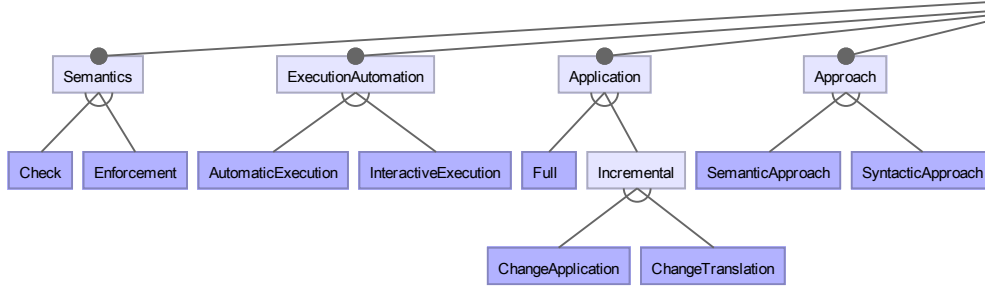 Semantics
ExecutionAutomation
Application
Approach
Check
Enforcement
AutomaticExecution
InteractiveExecution
Full
Incremental
SemanticApproach
SyntacticApproach
ChangeApplication
ChangeTranslation